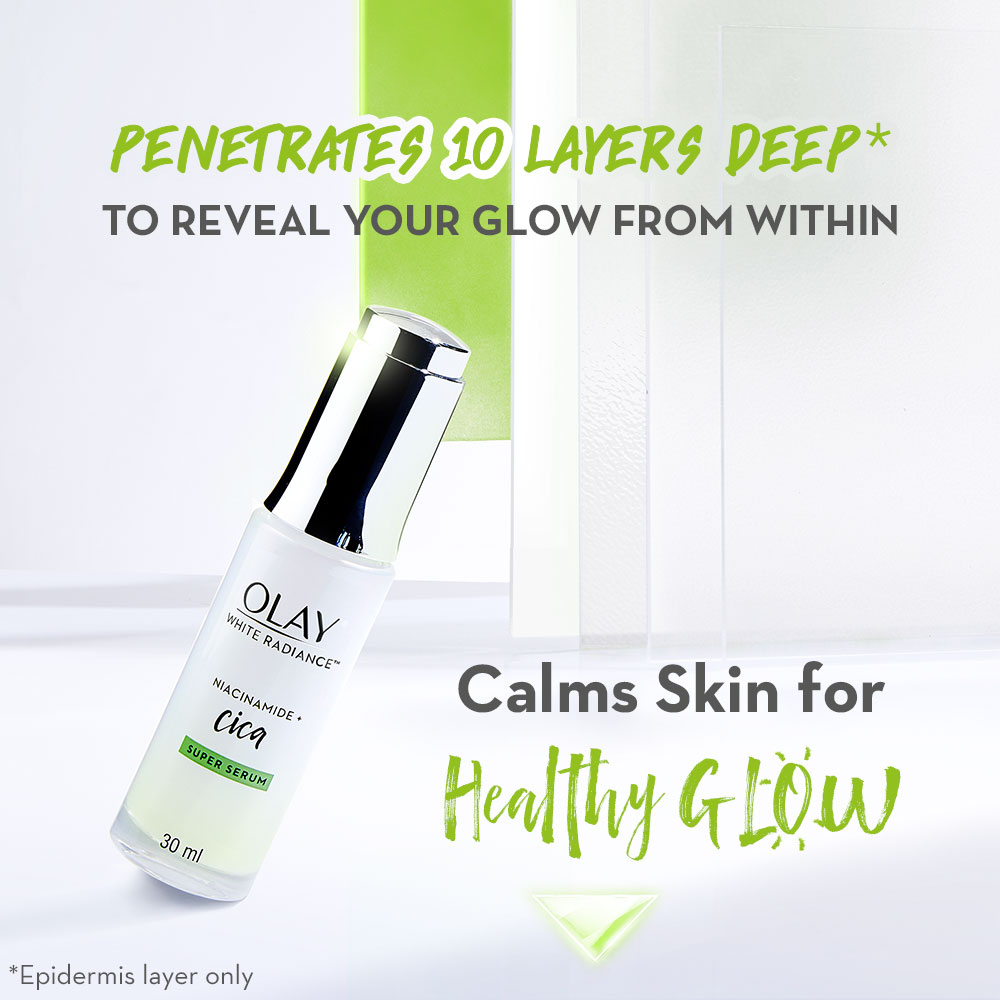 PENETRATES 10 LAYERS DEEP*
TO REVEAL YOUR GLOW FROM WITHIN
OLAY
WHITE RADIANCE™
NIACINAMIDE +
cica
SUPER SERUM
30 ml
Calms Skin for
Healthy GLOW
*Epidermis layer only